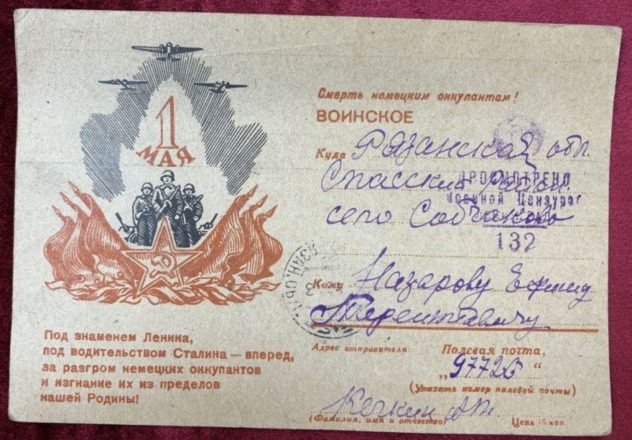 1
МАЯ
Под знаменем Ленина,
под водительством Сталина — вперед,
за разгром немецких оккупантов
и изгнание их из пределов
нашей Родины!
Смерть немецким оккупантам!
ВОИНСКОЕ
Куда Рязанская обл.
Спасский район
ПРОСМОТРЕНО
Военной Цензурой
село Собчаково
132
Кому Назарову Ефиму
Терентьевичу
Адрес отправителя: Полевая почта,
„97726“
(Указать номер полевой почты)
(Фамилия, имя и отчество) Цена 10 коп